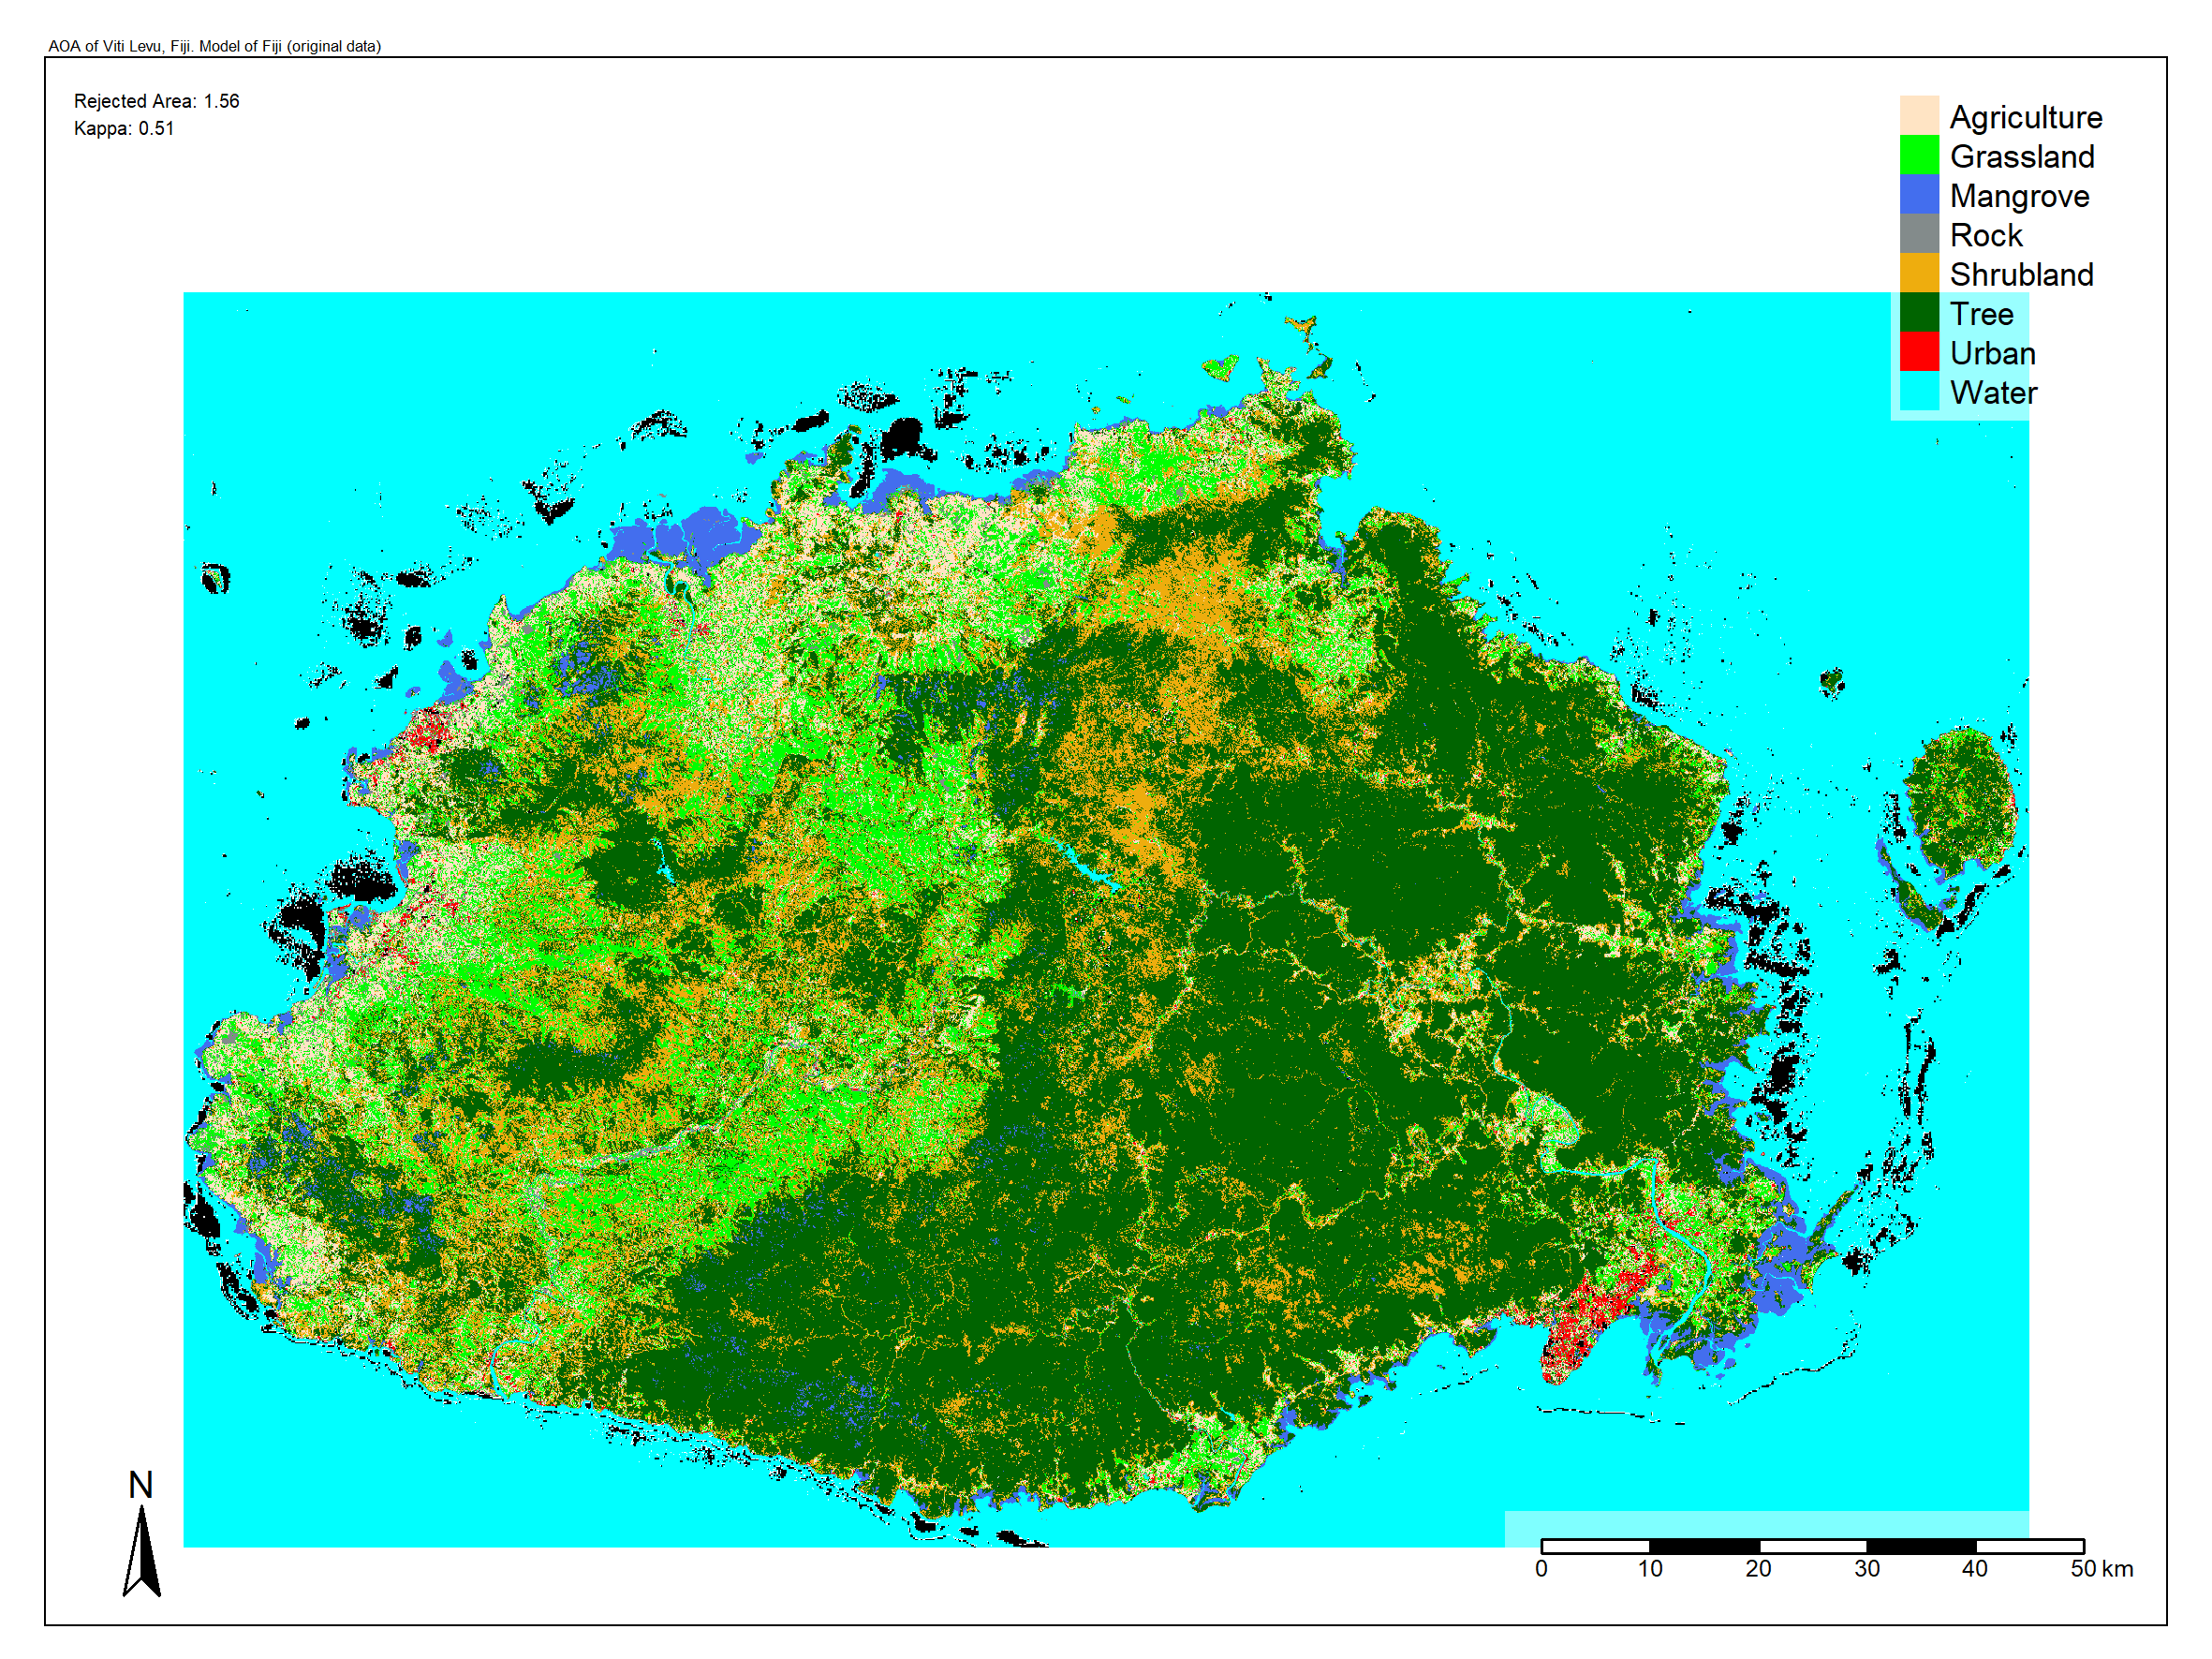 AOA of Viti Levu, Fiji. Model of Fiji (original data)
Rejected Area: 1.56
Kappa: 0.51
Agriculture
Grassland
Mangrove
Rock
Shrubland
Tree
Urban
Water
N
0 10 20 30 40 50 km